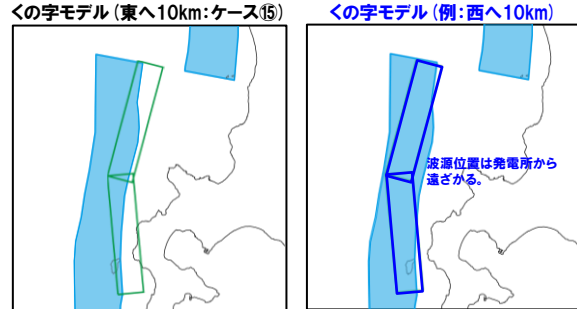 くの字モデル(東へ10km:ケース⑮)
くの字モデル(例:西へ10km)
波源位置は発電所から
遠ざかる。